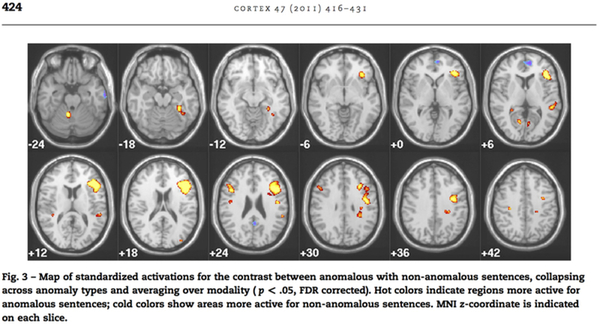 424
CORTEX 47 (2011) 416–431
-24
-18
-12
-6
+0
+6
+12
+18
+24
+30
+36
+42
Fig. 3 – Map of standardized activations for the contrast between anomalous with non-anomalous sentences, collapsing
across anomaly types and averaging over modality (p < .05, FDR corrected). Hot colors indicate regions more active for
anomalous sentences; cold colors show areas more active for non-anomalous sentences. MNI z-coordinate is indicated
on each slice.